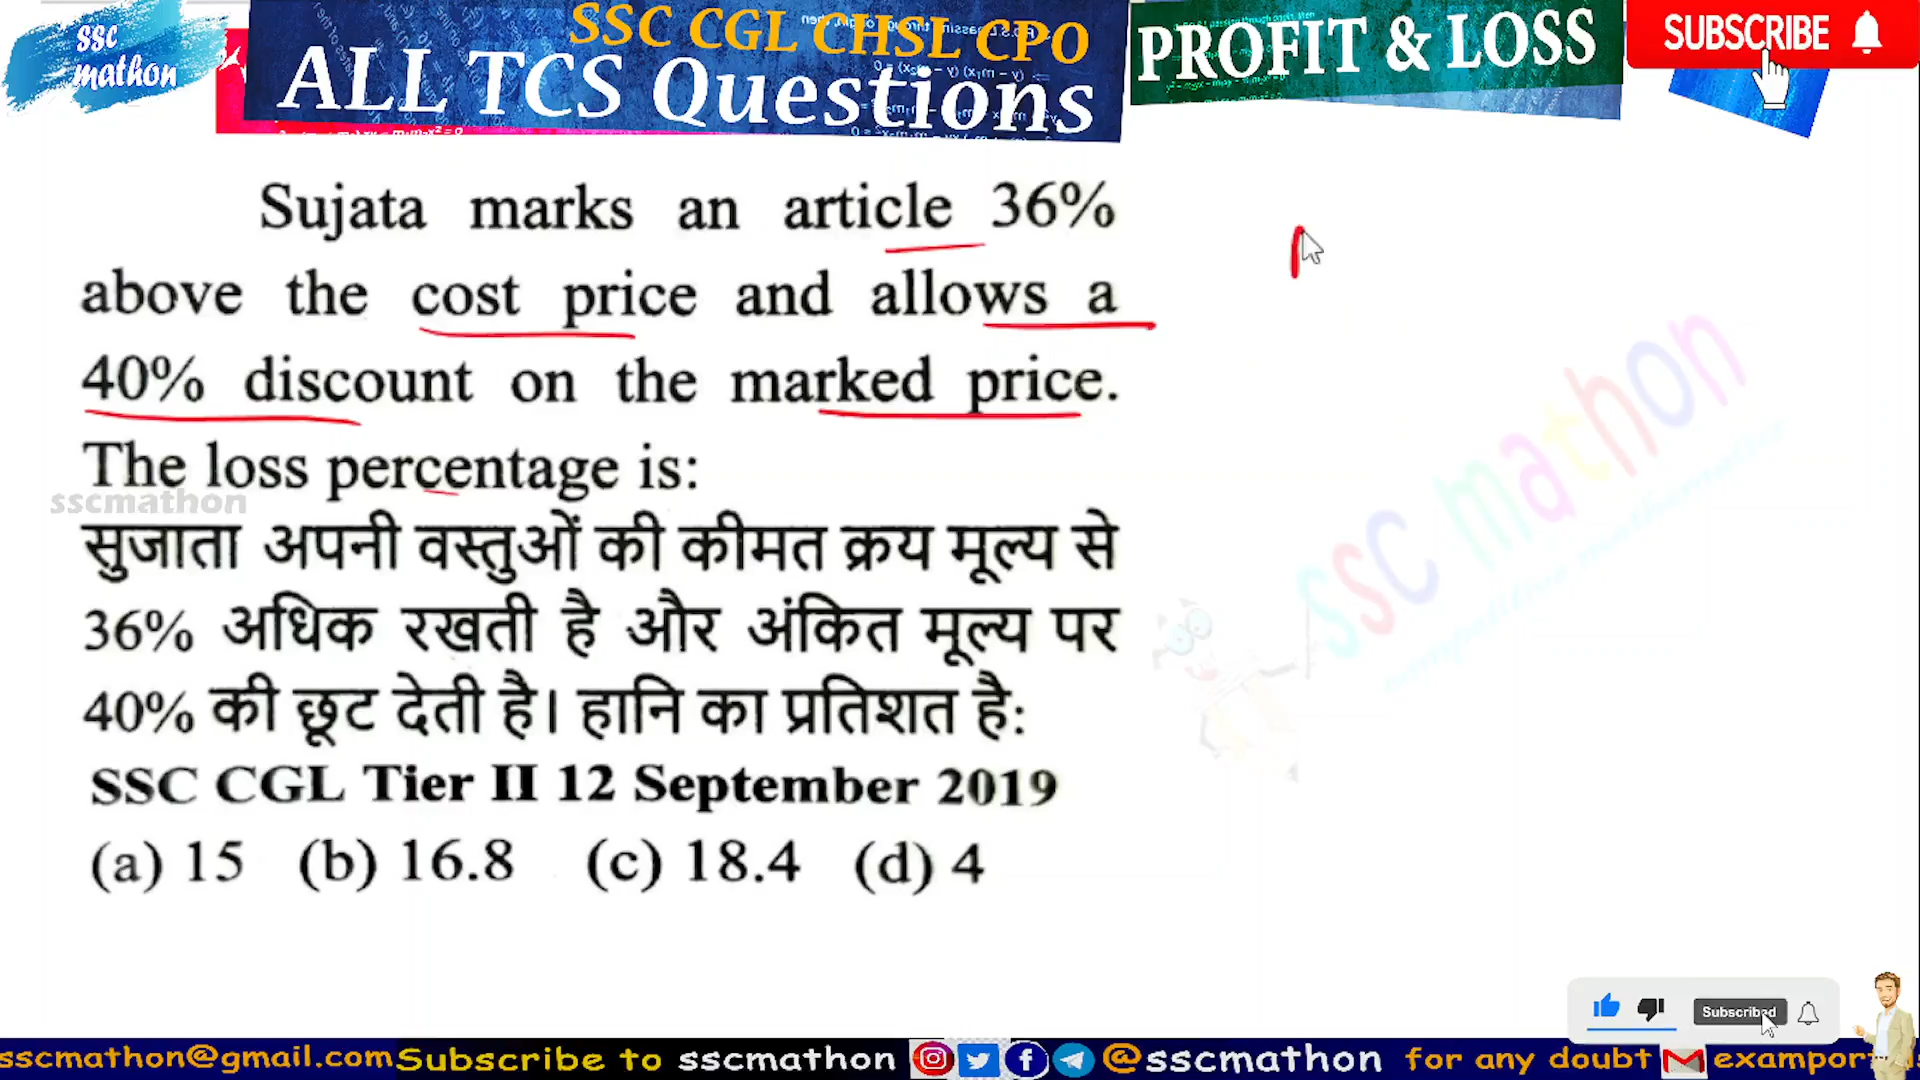 ssc
mathon
SSC CGL CHSL CPO
ALL TCS Questions
PROFIT & LOSS
SUBSCRIBE
Sujata marks an article 36%
above the cost price and allows a
40% discount on the marked price.
The loss percentage is:
sscmathon
सुजाता अपनी वस्तुओं की कीमत क्रय मूल्य से
36% अधिक रखती है और अंकित मूल्य पर
40% की छूट देती है। हानि का प्रतिशत है:
SSC CGL Tier II 12 September 2019
(a) 15 (b) 16.8 (c) 18.4 (d) 4
ssc mathon
Subscribed
sscmathon@gmail.com Subscribe to sscmathon @sscmathon for any doubt